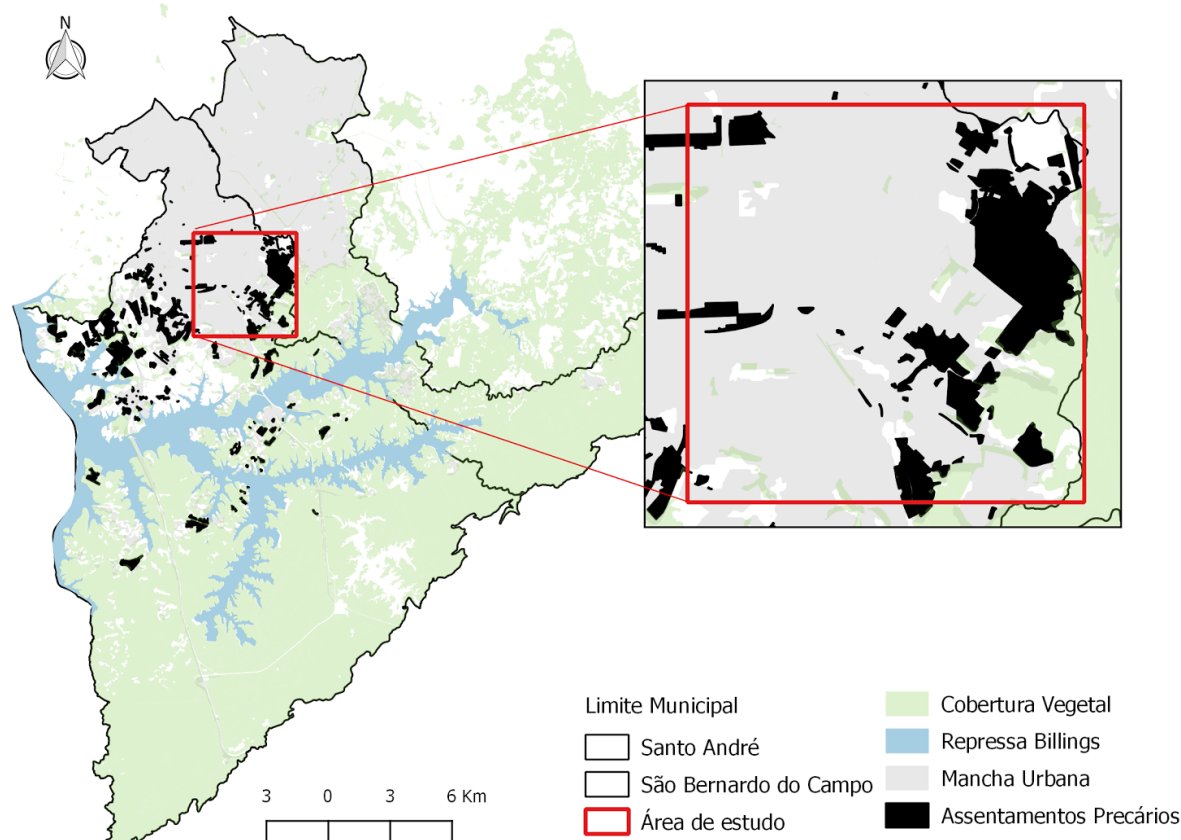 N
Limite Municipal
Santo André
São Bernardo do Campo
Área de estudo
Cobertura Vegetal
Repressa Billings
Mancha Urbana
Assentamentos Precários
3 0 3 6 Km